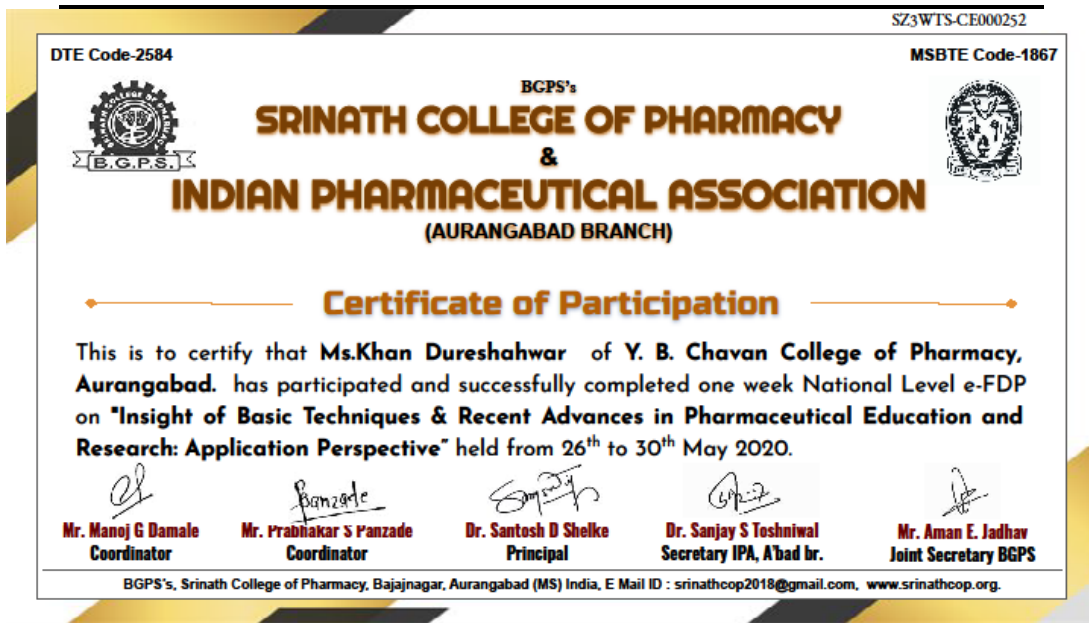 SZ3WTS-CE000252
DTE Code-2584
MSBTE Code-1867
BGPS's
SRINATH COLLEGE OF PHARMACY
&
B.G.P.S.
INDIAN PHARMACEUTICAL ASSOCIATION
(AURANGABAD BRANCH)
Certificate of Participation
This is to certify that Ms.Khan Dureshahwar of Y. B. Chavan College of Pharmacy,
Aurangabad. has participated and successfully completed one week National Level e-FDP
on "Insight of Basic Techniques & Recent Advances in Pharmaceutical Education and
Research: Application Perspective" held from 26th to 30th May 2020.
Banzade
Mr. Manoj G Damale Mr. Prabhakar S Panzade Dr. Santosh D Shelke Dr. Sanjay S Toshniwal Mr. Aman E. Jadhav
Coordinator Coordinator Principal Secretary IPA, A'bad br. Joint Secretary BGPS
BGPS's, Srinath College of Pharmacy, Bajajnagar, Aurangabad (MS) India, E Mail ID : srinathcop2018@gmail.com, www.srinathcop.org.